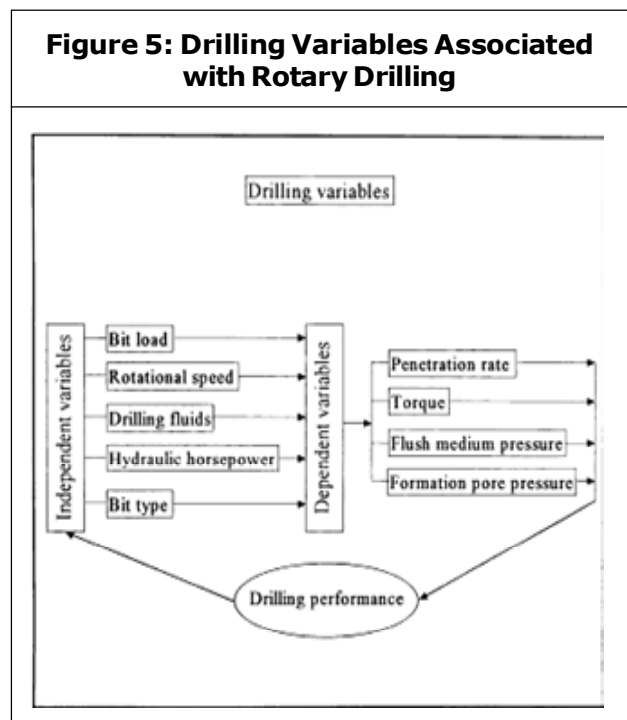 Figure 5: Drilling Variables Associated
with Rotary Drilling
Drilling variables
Independent variables
Bit load
Rotational speed
Drilling fluids
Hydraulic horsepower
Bit type
Dependent variables
Penetration rate
Torque
Flush medium pressure
Formation pore pressure
Drilling performance